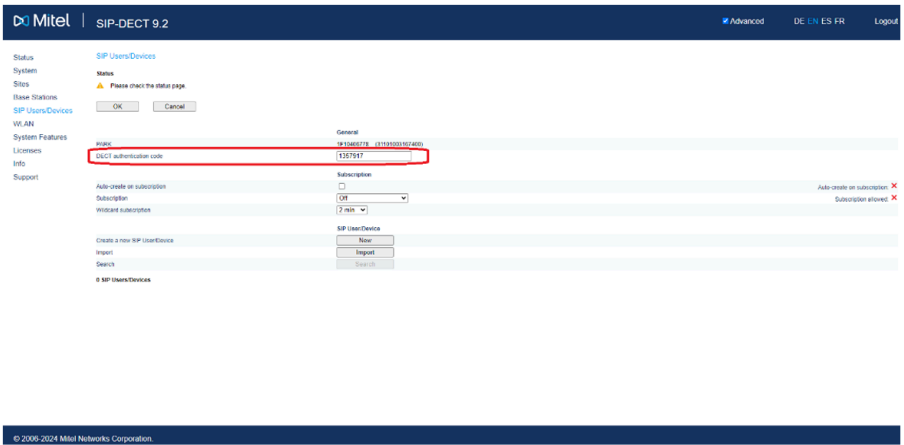 Mitel | SIP-DECT 9.2
Advanced DE EN ES FR Logout
Status
System
Sites
Base Stations
SIP Users/Devices
WLAN
System Features
Licenses
Info
Support
SIP Users/Devices
Status
Please check the status page.
OK Cancel
General
PARK
DECT authentication code 1357917
Subscription
Auto-create on subscription Auto-create on subscription:
Subscription Off Subscription allowed:
Wildcard subscription 2 min
SIP User/Device
Create a new SIP User/Device New
Import Import
Search Search
0 SIP Users/Devices
© 2006-2024 Mitel Networks Corporation.